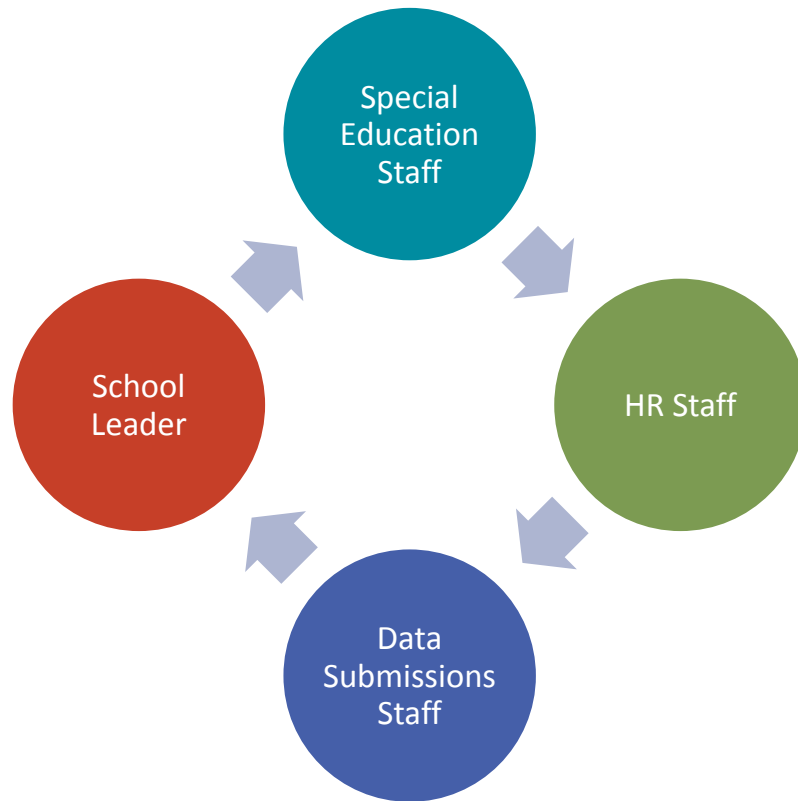 Special
Education
Staff
School
Leader
HR Staff
Data
Submissions
Staff